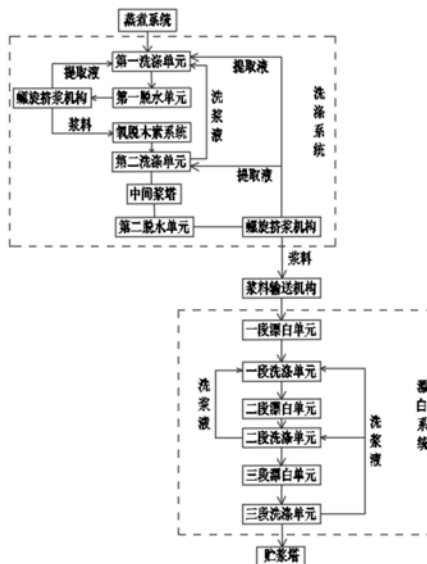 蒸煮系统
第一洗涤单元
提取液
提取液
螺旋挤浆机构
第一脱水单元
洗浆液
洗涤系统
浆料
氧脱木素系统
第二洗涤单元
提取液
中间浆塔
第二脱水单元
螺旋挤浆机构
浆料
浆料输送机构
一段漂白单元
一段洗涤单元
洗浆液
漂白系统
二段漂白单元
洗浆液
二段洗涤单元
三段漂白单元
三段洗涤单元
贮浆塔